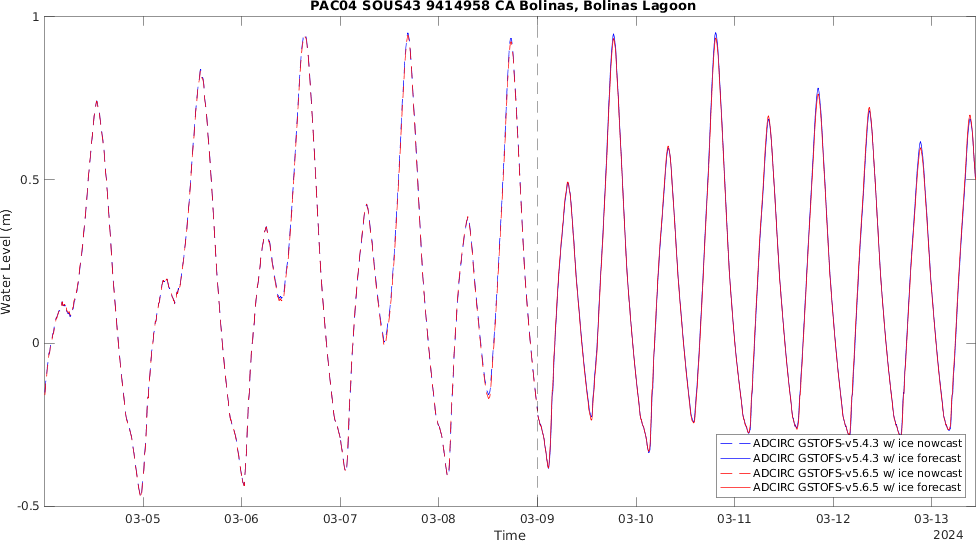 PAC04 SOUS43 9414958 CA Bolinas, Bolinas Lagoon
1
0.5
0
-0.5
Water Level (m)
03-05 03-06 03-07 03-08 03-09 03-10 03-11 03-12 03-13
Time
2024
ADCIRC GSTOFS-v5.4.3 w/ ice nowcast
ADCIRC GSTOFS-v5.4.3 w/ ice forecast
ADCIRC GSTOFS-v5.6.5 w/ ice nowcast
ADCIRC GSTOFS-v5.6.5 w/ ice forecast